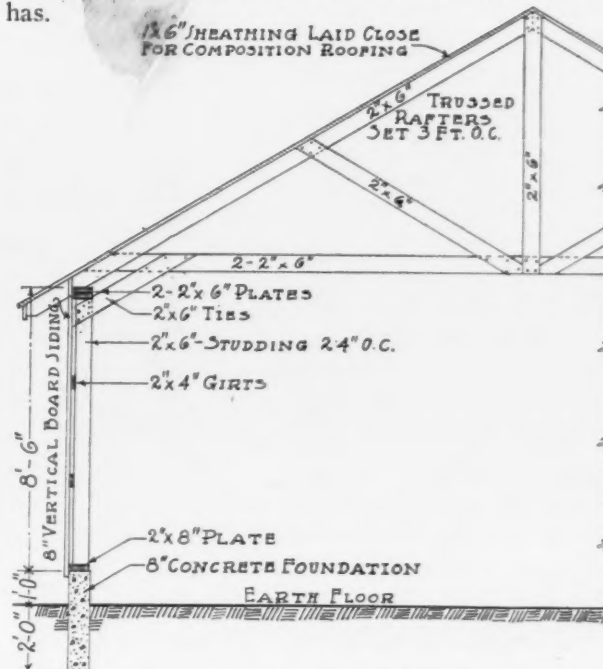 has.
1x6" SHEATHING LAID CLOSE
FOR COMPOSITION ROOFING
2"x6"
TRUSSED
RAFTERS
SET 3 FT. O.C.
2"x6"
2"x6"
2-2"x6"
2-2"x6" PLATES
2"x6" TIES
2"x6"-STUDDING 2'4" O.C.
2"x4" GIRTS
8" VERTICAL BOARD SIDING
8'-6"
2"x8" PLATE
8" CONCRETE FOUNDATION
EARTH FLOOR
1'-0"
2'-0"